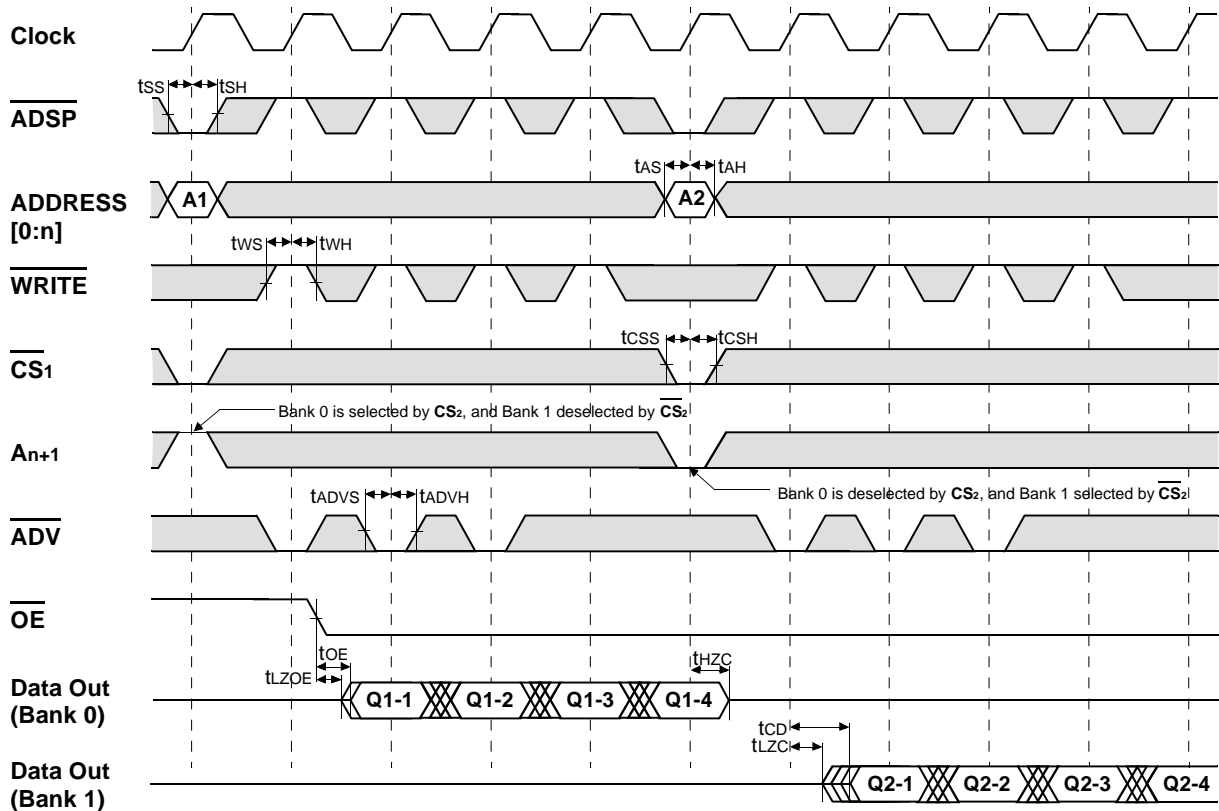 Clock
tSS tSH
ADSP
tAS tAH
ADDRESS
[0:n]
A1 A2
tWS tWH
WRITE
tCSS tCSH
CS1
Bank 0 is selected by CS2, and Bank 1 deselected by CS2
An+1
Bank 0 is deselected by CS2, and Bank 1 selected by CS2
tADVS tADVH
ADV
OE
tOE
tHZC
tLZOE
Data Out
(Bank 0)
Q1-1 Q1-2 Q1-3 Q1-4
tCD
tLZC
Data Out
(Bank 1)
Q2-1 Q2-2 Q2-3 Q2-4